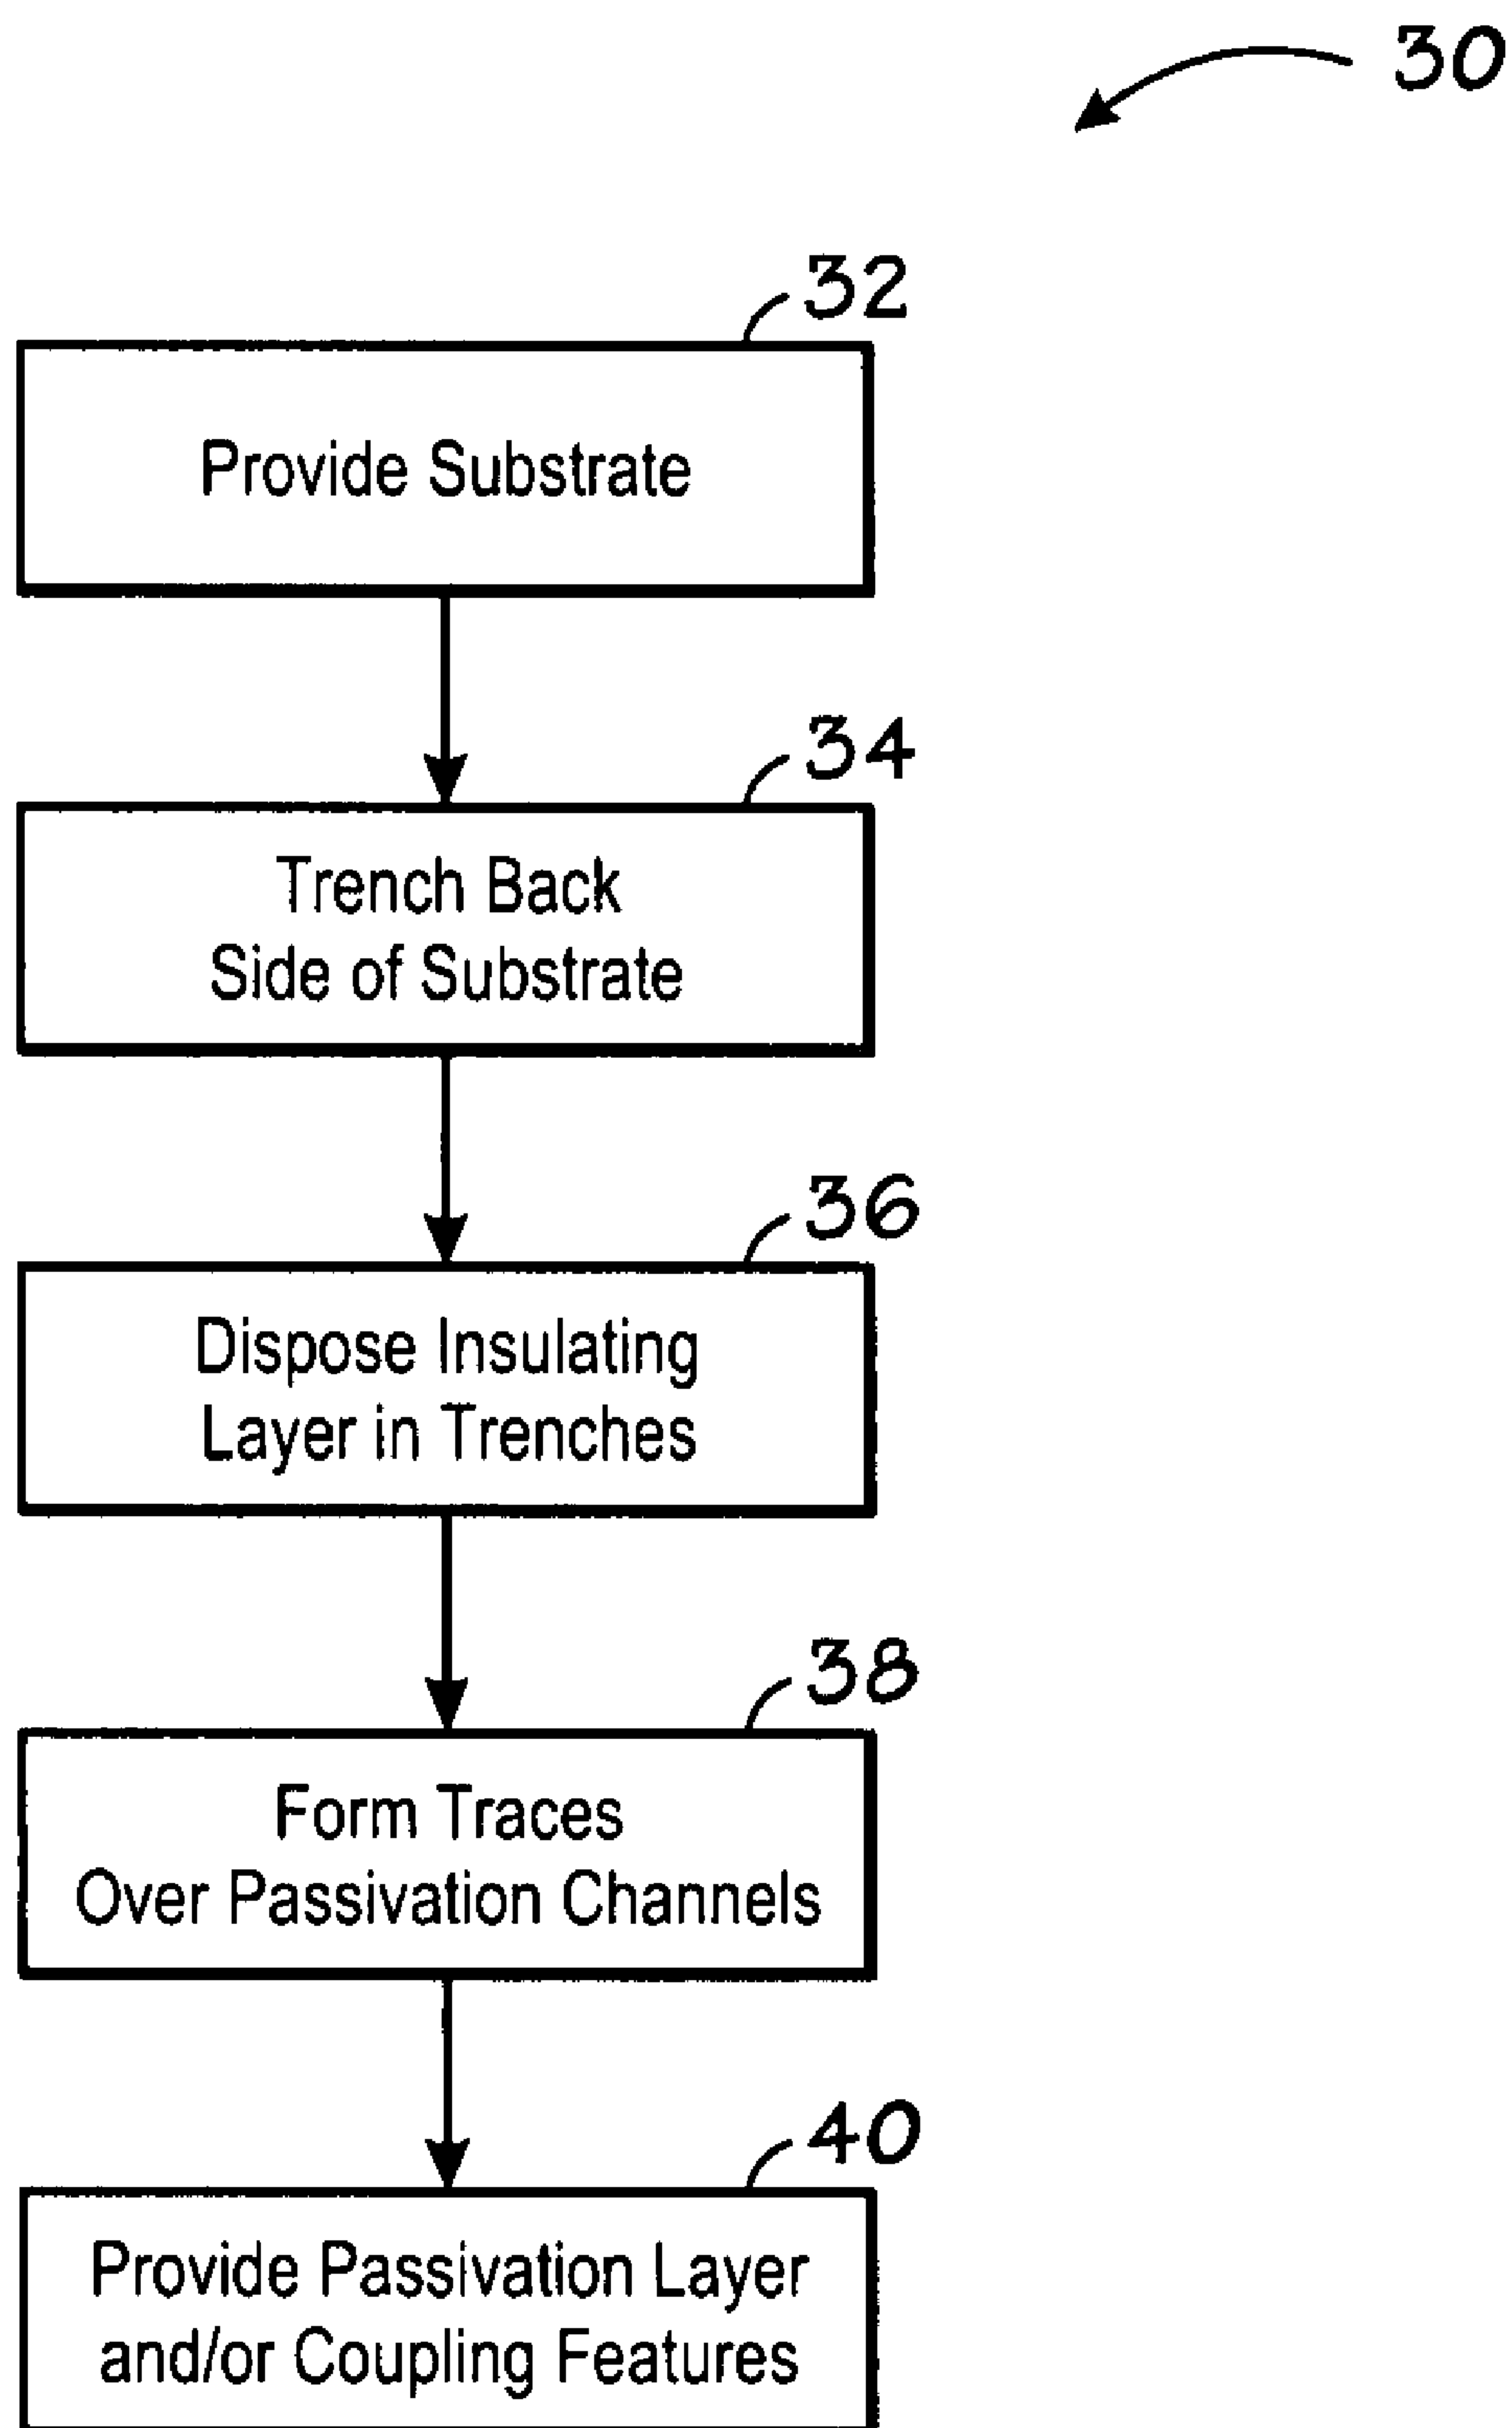 30
32
Provide Substrate
34
Trench Back
Side of Substrate
36
Dispose Insulating
Layer in Trenches
38
Form Traces
Over Passivation Channels
40
Provide Passivation Layer
and/or Coupling Features